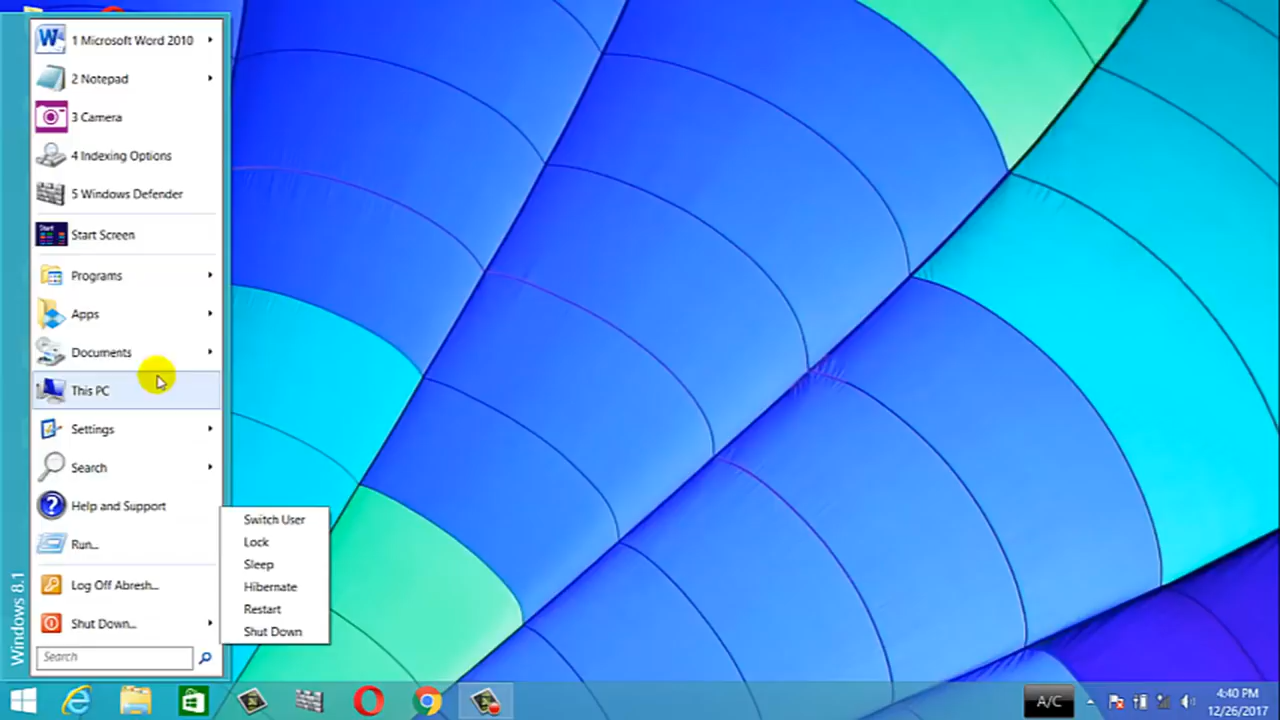 1 Microsoft Word 2010
2 Notepad
3 Camera
4 Indexing Options
5 Windows Defender
Start
Start Screen
Programs
Apps
Documents
This PC
Settings
Search
Help and Support
Run...
Log Off Abresh...
Shut Down...
Search
Windows 8.1
Switch User
Lock
Sleep
Hibernate
Restart
Shut Down
A/C
4:40 PM
12/26/2017